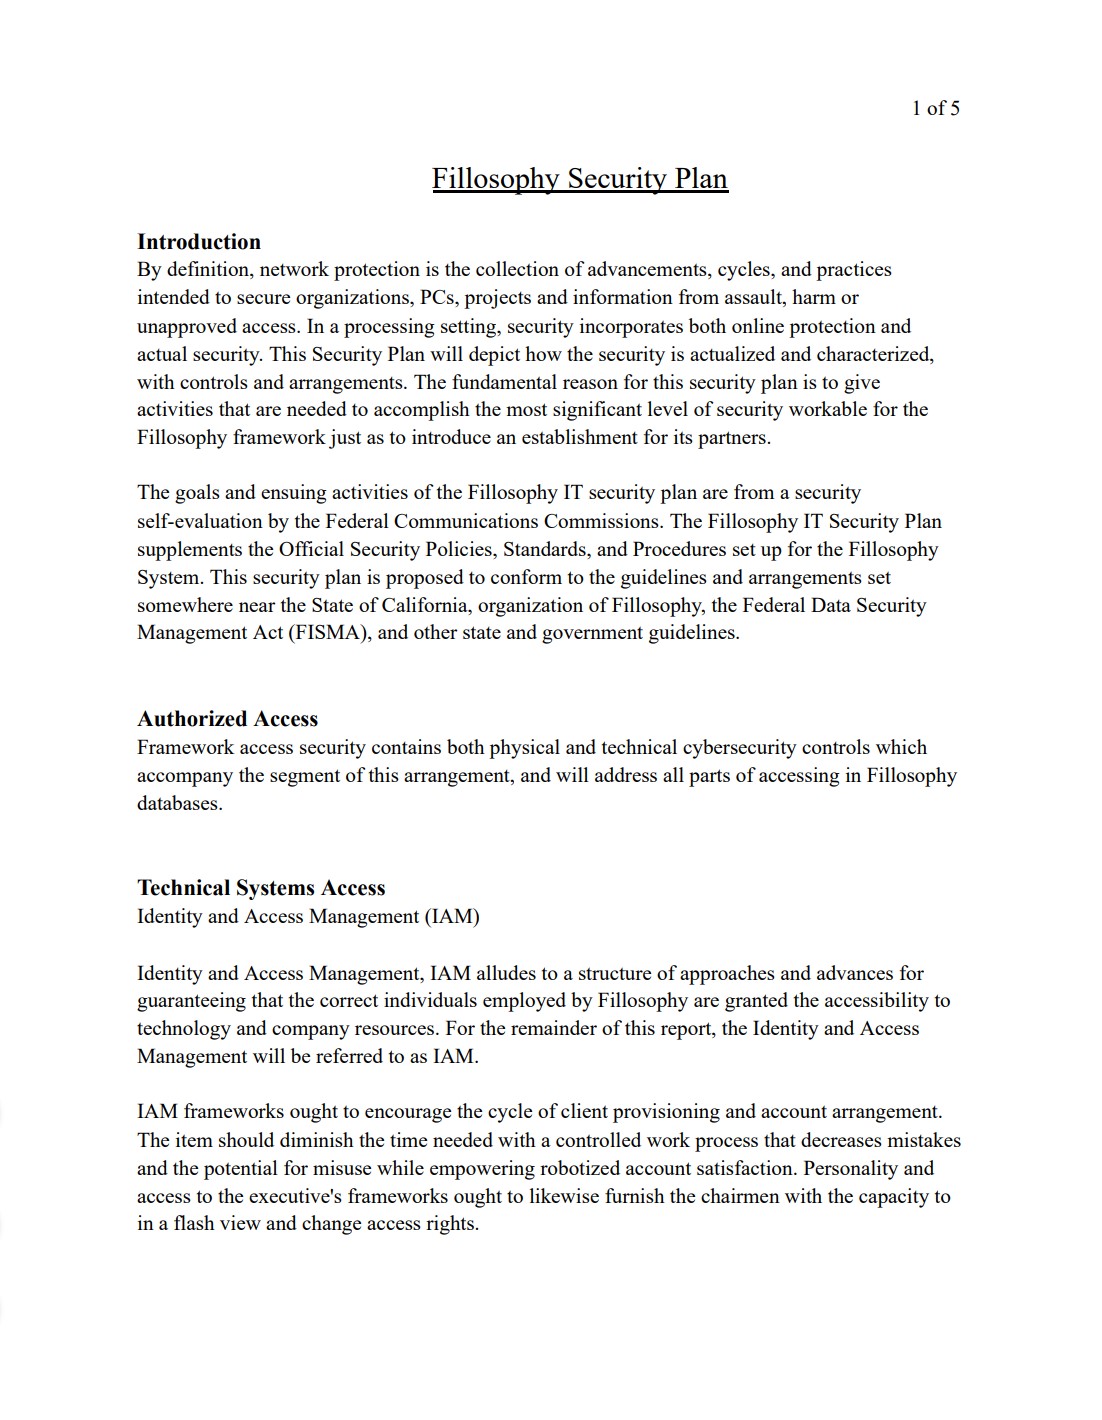 1 of 5
Fillosophy Security Plan
Introduction
By definition, network protection is the collection of advancements, cycles, and practices
intended to secure organizations, PCs, projects and information from assault, harm or
unapproved access. In a processing setting, security incorporates both online protection and
actual security. This Security Plan will depict how the security is actualized and characterized,
with controls and arrangements. The fundamental reason for this security plan is to give
activities that are needed to accomplish the most significant level of security workable for the
Fillosophy framework just as to introduce an establishment for its partners.
The goals and ensuing activities of the Fillosophy IT security plan are from a security
self-evaluation by the Federal Communications Commissions. The Fillosophy IT Security Plan
supplements the Official Security Policies, Standards, and Procedures set up for the Fillosophy
System. This security plan is proposed to conform to the guidelines and arrangements set
somewhere near the State of California, organization of Fillosophy, the Federal Data Security
Management Act (FISMA), and other state and government guidelines.
Authorized Access
Framework access security contains both physical and technical cybersecurity controls which
accompany the segment of this arrangement, and will address all parts of accessing in Fillosophy
databases.
Technical Systems Access
Identity and Access Management (IAM)
Identity and Access Management, IAM alludes to a structure of approaches and advances for
guaranteeing that the correct individuals employed by Fillosophy are granted the accessibility to
technology and company resources. For the remainder of this report, the Identity and Access
Management will be referred to as IAM.
IAM frameworks ought to encourage the cycle of client provisioning and account arrangement.
The item should diminish the time needed with a controlled work process that decreases mistakes
and the potential for misuse while empowering robotized account satisfaction. Personality and
access to the executive's frameworks ought to likewise furnish the chairmen with the capacity to
in a flash view and change access rights.